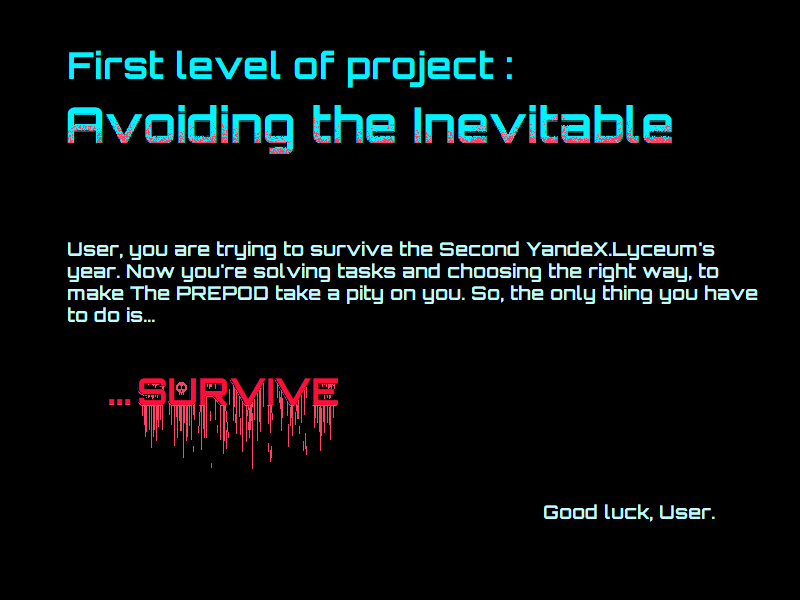 First level of project :
Avoiding the Inevitable
User, you are trying to survive the Second YandeX.Lyceum's
year. Now you're solving tasks and choosing the right way, to
make The PREPOD take a pity on you. So, the only thing you have
to do is...
... SURVIVE
Good luck, User.